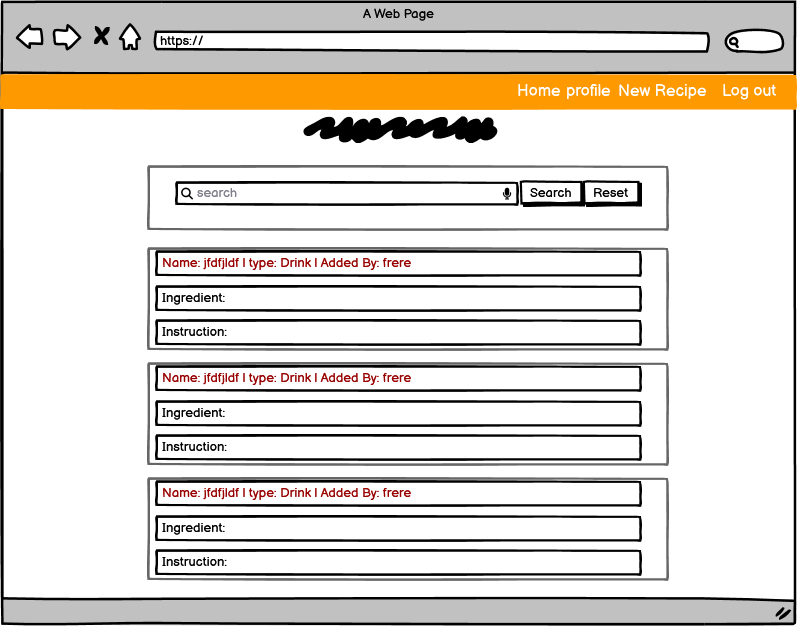 A Web Page
https://
Home profile New Recipe Log out
search Search Reset
Name: jfdfjldf | type: Drink | Added By: frere
Ingredient:
Instruction:
Name: jfdfjldf | type: Drink | Added By: frere
Ingredient:
Instruction:
Name: jfdfjldf | type: Drink | Added By: frere
Ingredient:
Instruction: